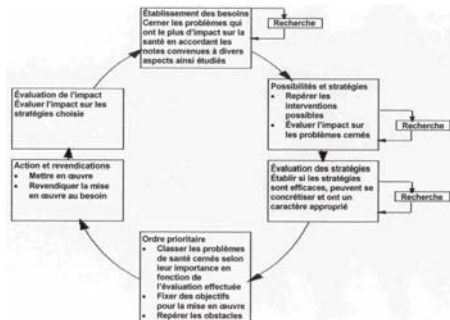 Établissement des besoins
Cerner les problèmes qui
ont le plus d'impact sur la
santé en accordant les
notes convenues à divers
aspects ainsi étudiés
Recherche
Possibilités et stratégies
• Repérer les
interventions
possibles
• Évaluer l'impact sur
les problèmes cernés
Recherche
Évaluation des stratégies
Établir si les stratégies
sont efficaces, peuvent se
concrétiser et ont un
caractère approprié
Recherche
Ordre prioritaire
• Classer les problèmes
de santé cernés selon
leur importance en
fonction de
l'évaluation effectuée
• Fixer des objectifs
pour la mise en œuvre
• Repérer les obstacles
Action et revendications
• Mettre en œuvre
• Revendiquer la mise
en œuvre au besoin
Évaluation de l'impact
Évaluer l'impact sur les
stratégies choisie